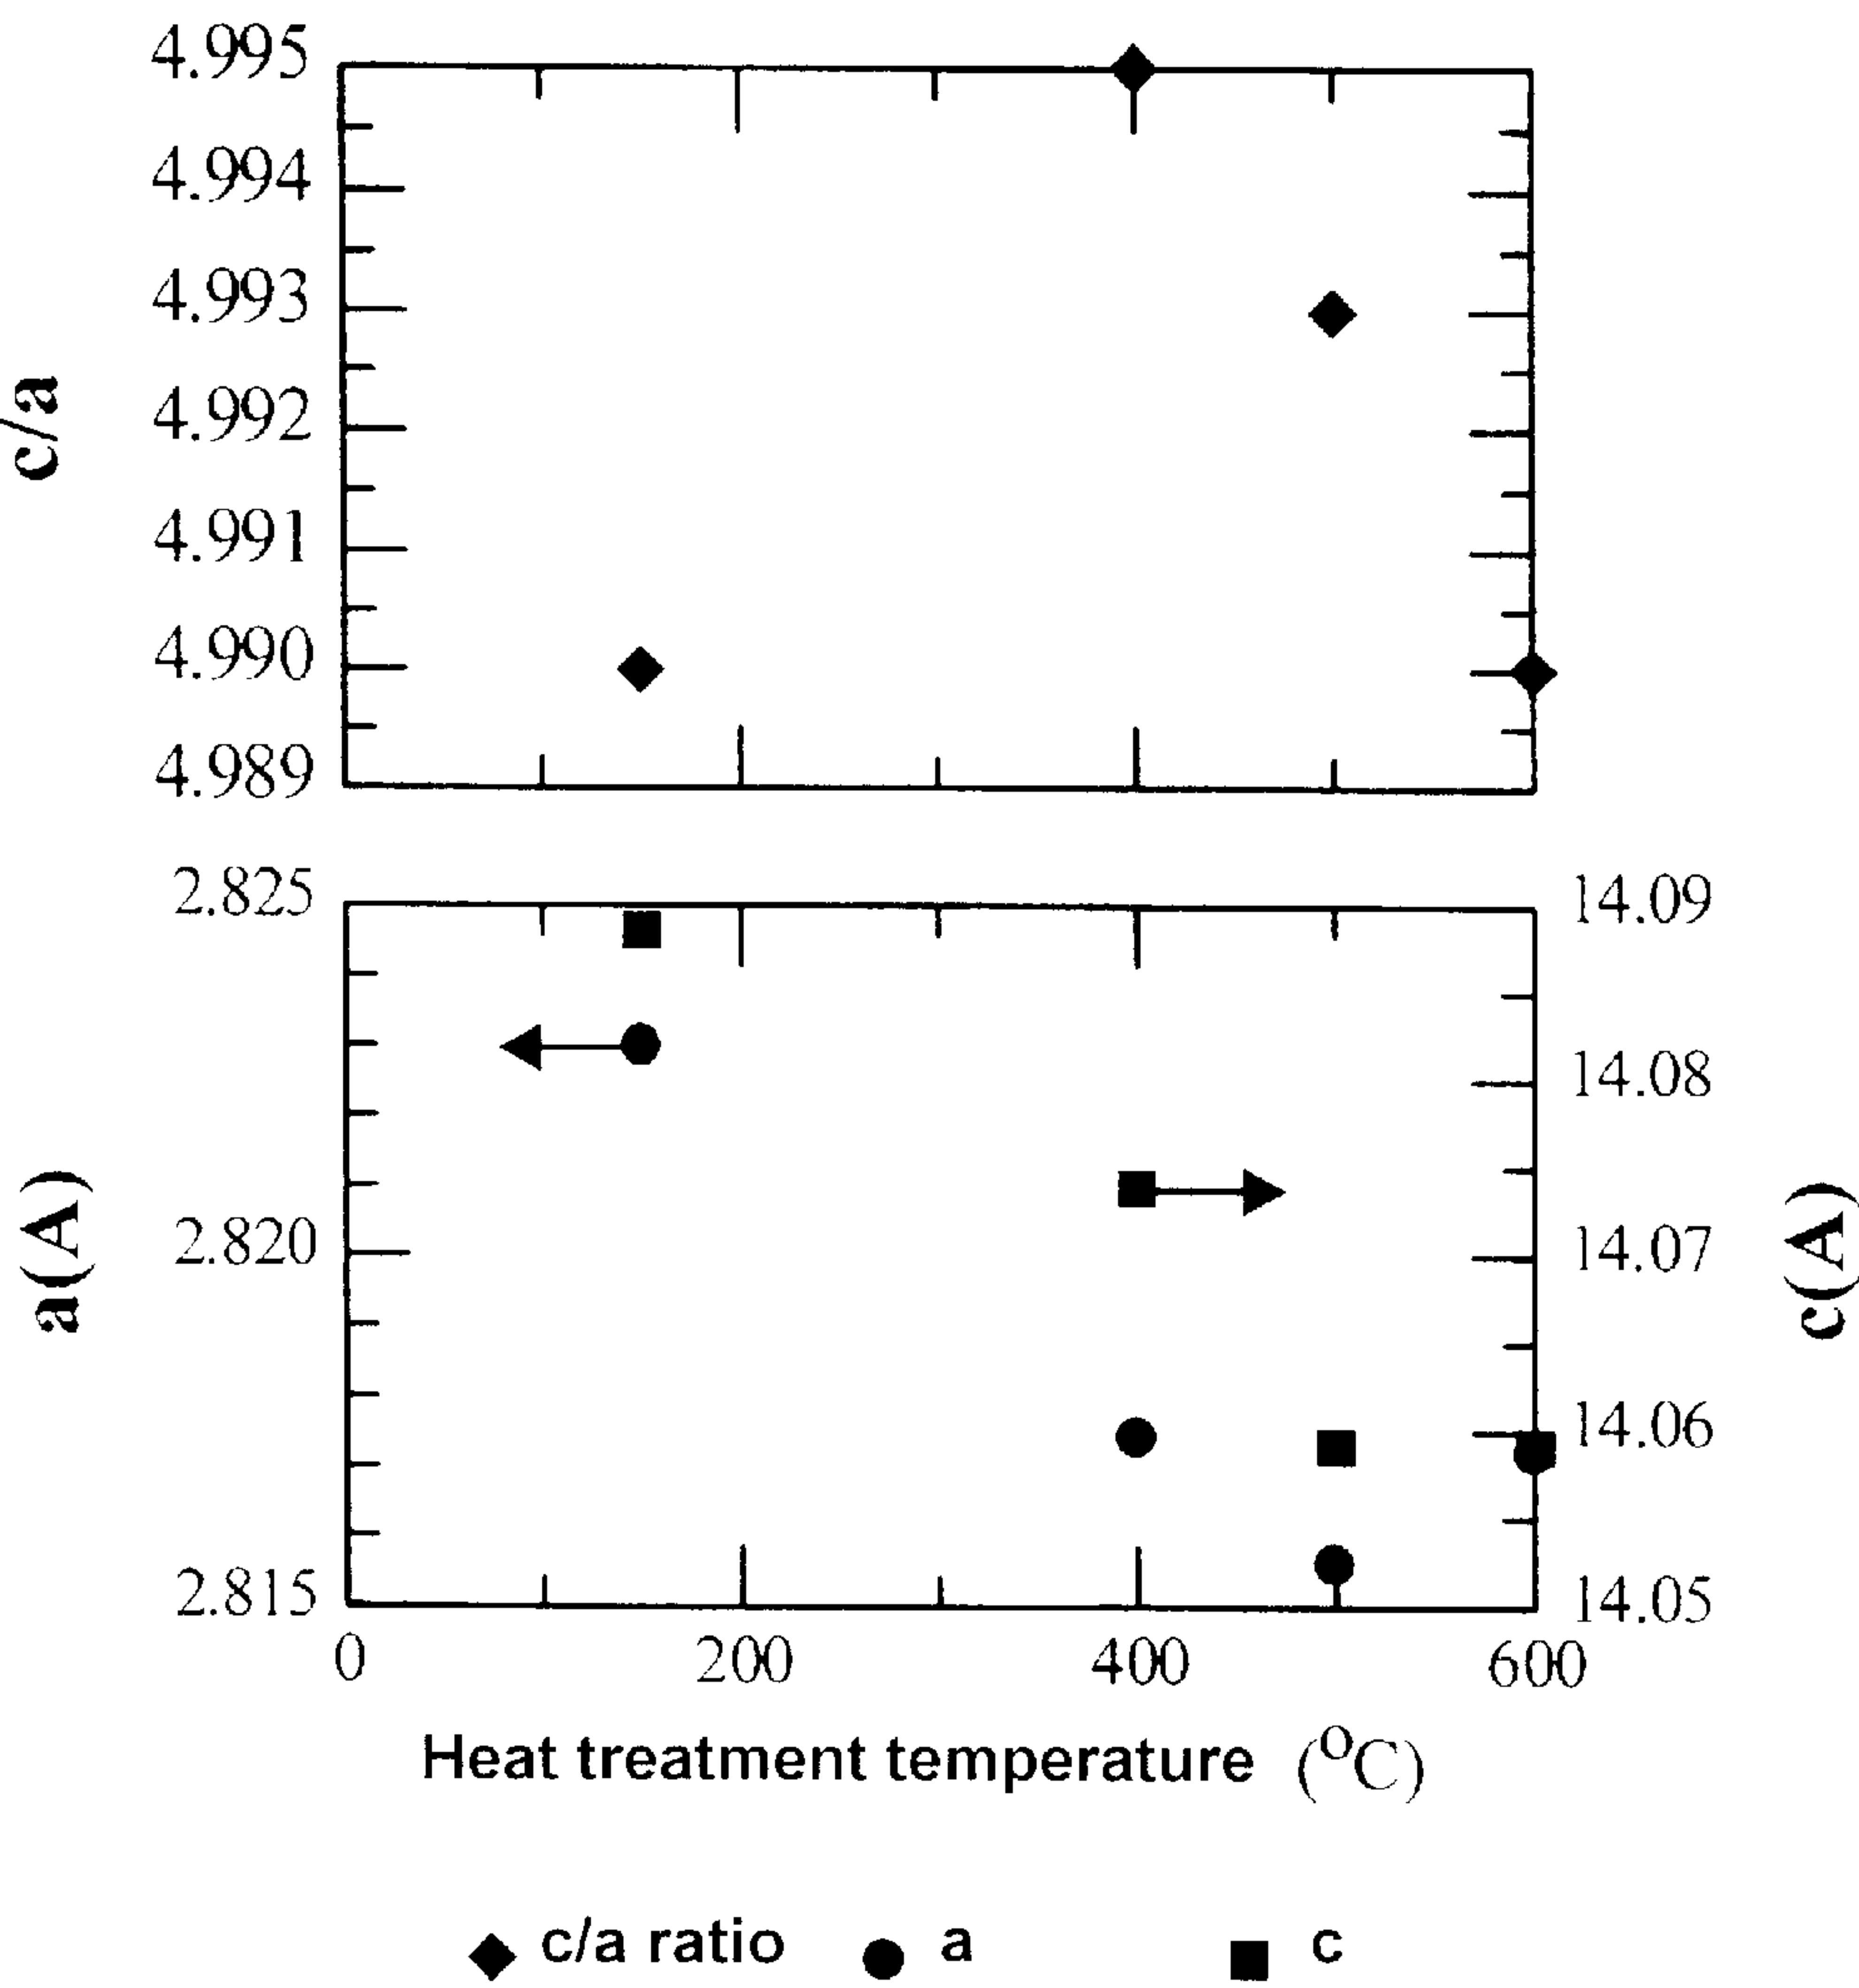 4.995
4.994
4.993
4.992
4.991
4.990
4.989
c/a
2.825
2.820
2.815
a(A)
14.09
14.08
14.07
14.06
14.05
c(A)
0 200 400 600
Heat treatment temperature (°C)
c/a ratio a c